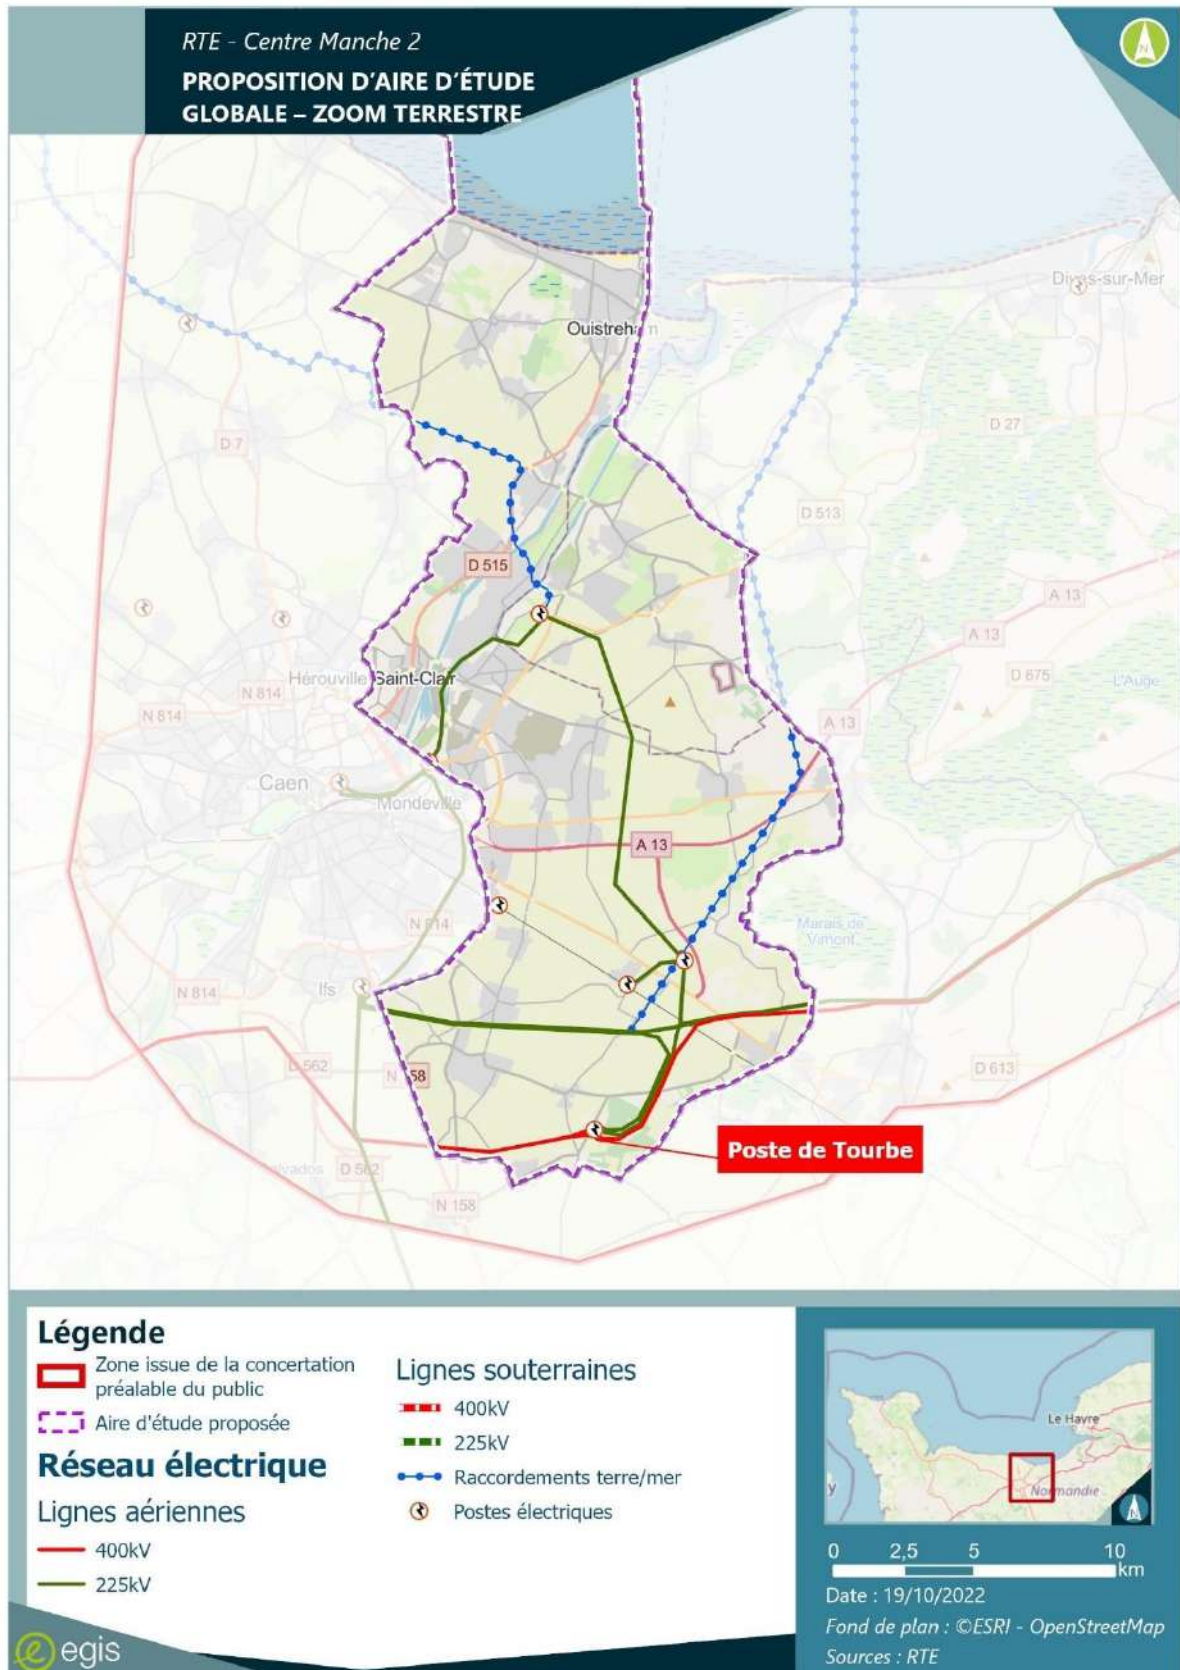 RTE - Centre Manche 2
PROPOSITION D'AIRE D'ÉTUDE
GLOBALE – ZOOM TERRESTRE
N
Dives-sur-Mer
Ouistreham
D 7
D 27
D 513
D 515
A 13
A 13
Hérouville Saint-Clair
D 675
L'Auge
N 814
N 814
A 13
Caen
Mondeville
A 13
N 814
Marais de
Vimont
Ifs
N 814
D 562
N 158
D 613
Poste de Tourbe
Calvados
D 562
N 158
Légende
Zone issue de la concertation
préalable du public
Aire d'étude proposée
Réseau électrique
Lignes aériennes
400kV
225kV
Lignes souterraines
400kV
225kV
Raccordements terre/mer
Postes électriques
Le Havre
Normandie
y
0 2,5 5 10
km
Date : 19/10/2022
Fond de plan : ©ESRI - OpenStreetMap
Sources : RTE
egis